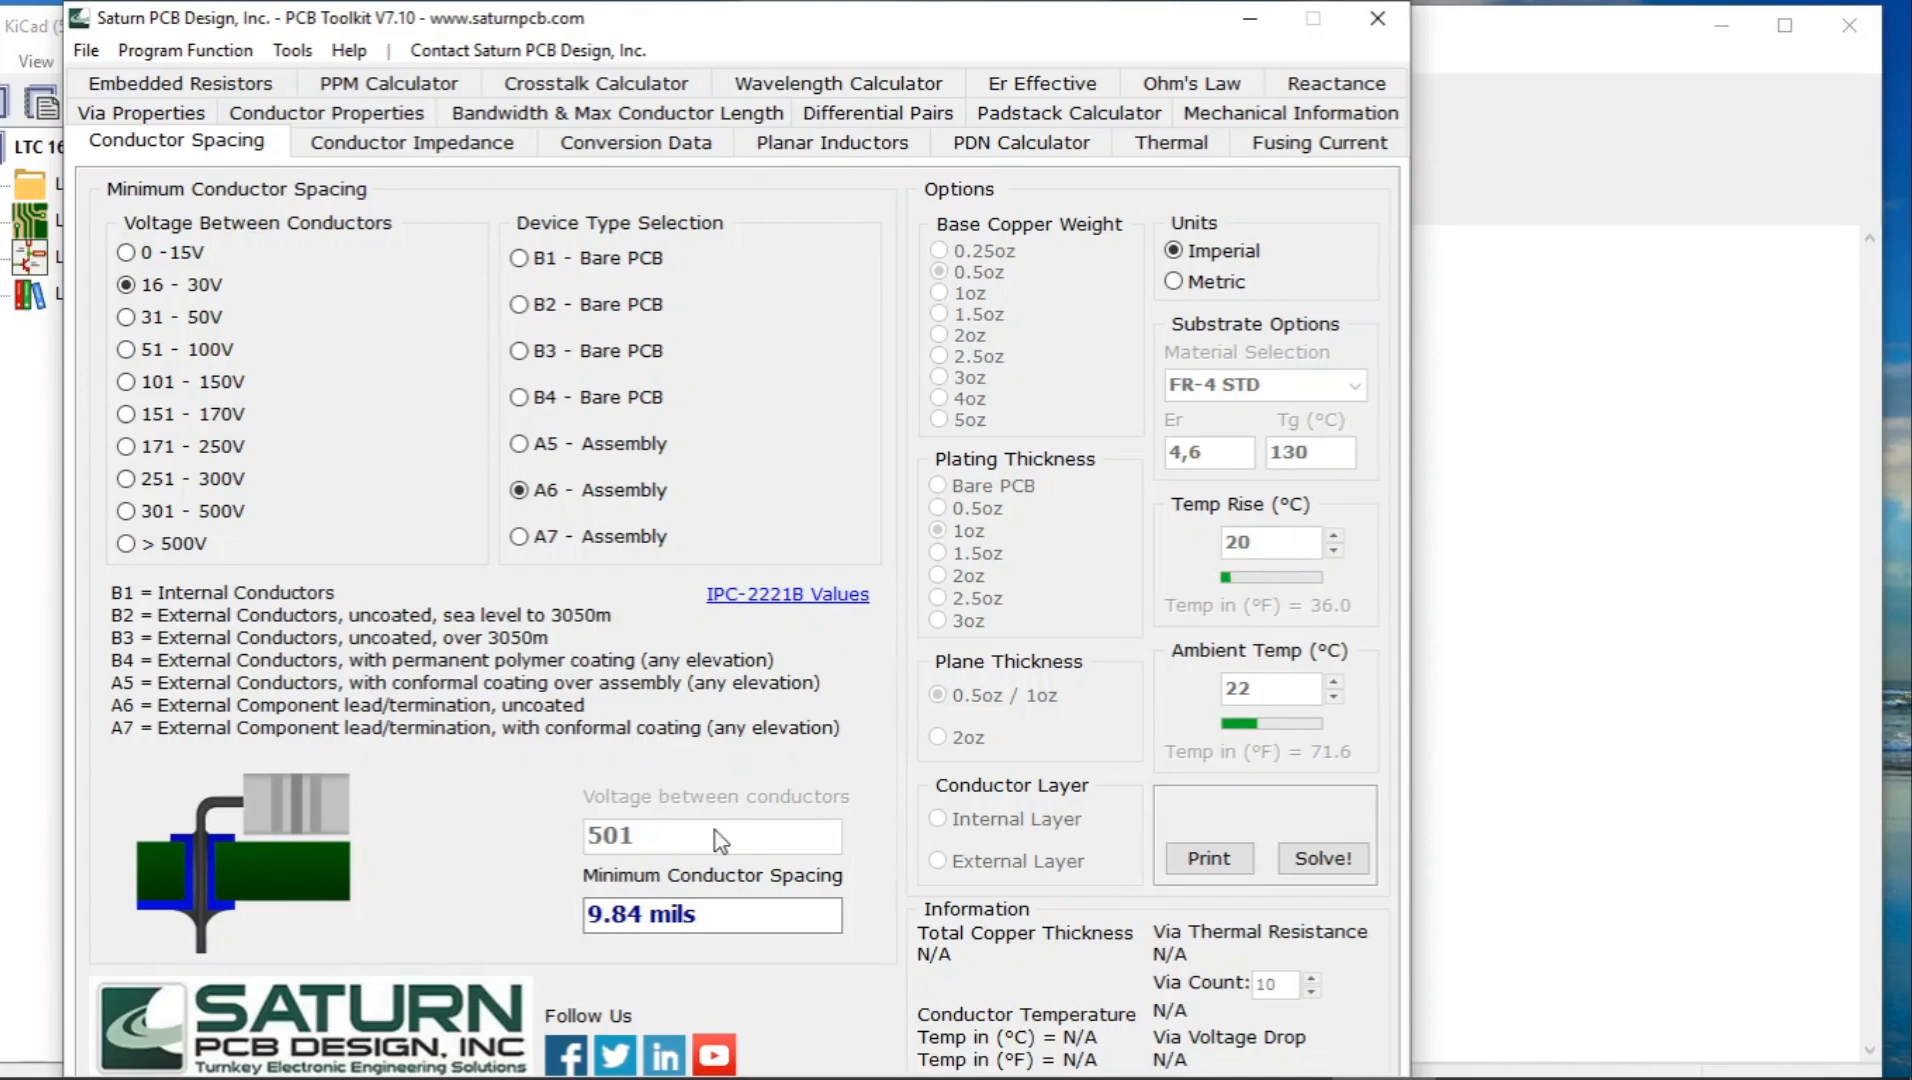 KiCad (5
Saturn PCB Design, Inc. - PCB Toolkit V7.10 - www.saturnpcb.com
View
File Program Function Tools Help | Contact Saturn PCB Design, Inc.
Embedded Resistors PPM Calculator Crosstalk Calculator Wavelength Calculator Er Effective Ohm's Law Reactance
Via Properties Conductor Properties Bandwidth & Max Conductor Length Differential Pairs Padstack Calculator Mechanical Information
Conductor Spacing Conductor Impedance Conversion Data Planar Inductors PDN Calculator Thermal Fusing Current
LTC 16
L
L
L
L
Minimum Conductor Spacing
Voltage Between Conductors
0 -15V
16 - 30V
31 - 50V
51 - 100V
101 - 150V
151 - 170V
171 - 250V
251 - 300V
301 - 500V
> 500V
Device Type Selection
B1 - Bare PCB
B2 - Bare PCB
B3 - Bare PCB
B4 - Bare PCB
A5 - Assembly
A6 - Assembly
A7 - Assembly
B1 = Internal Conductors
IPC-2221B Values
B2 = External Conductors, uncoated, sea level to 3050m
B3 = External Conductors, uncoated, over 3050m
B4 = External Conductors, with permanent polymer coating (any elevation)
A5 = External Conductors, with conformal coating over assembly (any elevation)
A6 = External Component lead/termination, uncoated
A7 = External Component lead/termination, with conformal coating (any elevation)
Voltage between conductors
501
Minimum Conductor Spacing
9.84 mils
Options
Base Copper Weight
0.25oz
0.5oz
1oz
1.5oz
2oz
2.5oz
3oz
4oz
5oz
Plating Thickness
Bare PCB
0.5oz
1oz
1.5oz
2oz
2.5oz
3oz
Plane Thickness
0.5oz / 1oz
2oz
Conductor Layer
Internal Layer
External Layer
Units
Imperial
Metric
Substrate Options
Material Selection
FR-4 STD
Er Tg (°C)
4,6 130
Temp Rise (°C)
20
Temp in (°F) = 36.0
Ambient Temp (°C)
22
Temp in (°F) = 71.6
Print Solve!
Information
Total Copper Thickness
N/A
Conductor Temperature
Temp in (°C) = N/A
Temp in (°F) = N/A
Via Thermal Resistance
N/A
Via Count: 10
N/A
Via Voltage Drop
N/A
SATURN
PCB DESIGN, INC
Turnkey Electronic Engineering Solutions
Follow Us
f
in